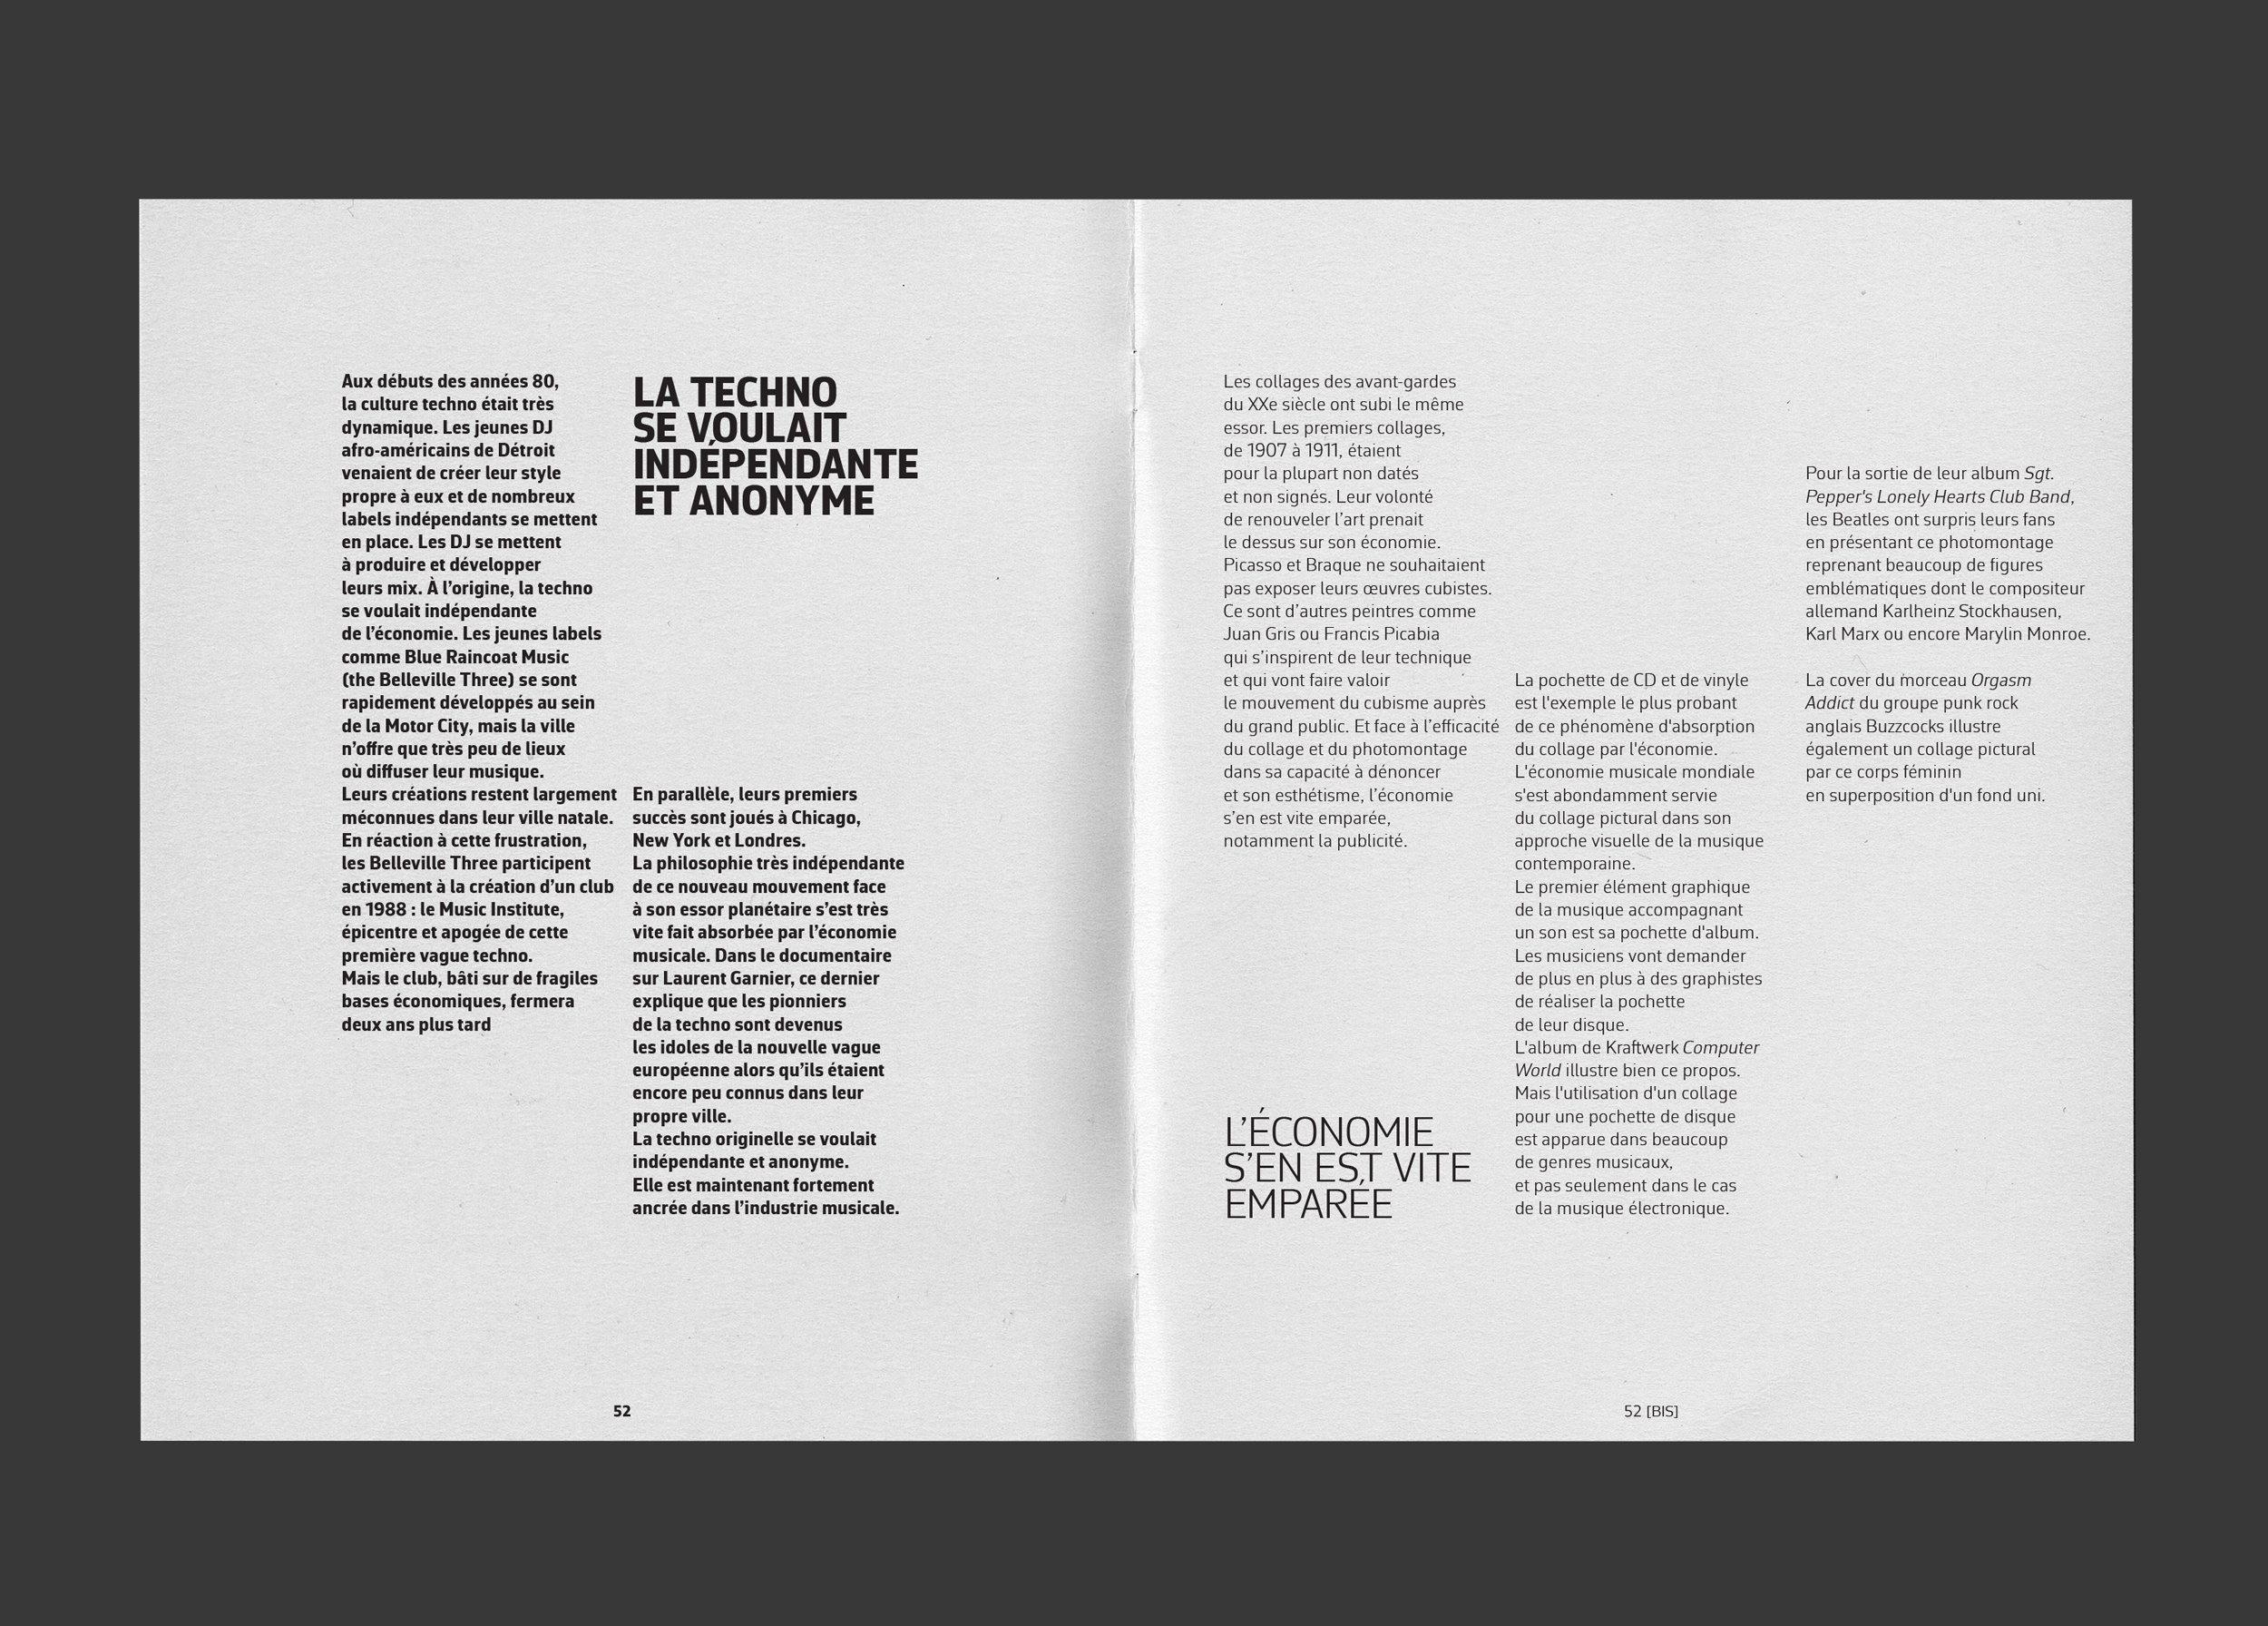 Aux débuts des années 80,
la culture techno était très
dynamique. Les jeunes DJ
afro-américains de Détroit
venaient de créer leur style
propre à eux et de nombreux
labels indépendants se mettent
en place. Les DJ se mettent
à produire et développer
leurs mix. À l’origine, la techno
se voulait indépendante
de l’économie. Les jeunes labels
comme Blue Raincoat Music
(the Belleville Three) se sont
rapidement développés au sein
de la Motor City, mais la ville
n’offre que très peu de lieux
où diffuser leur musique.
Leurs créations restent largement
méconnues dans leur ville natale.
En réaction à cette frustration,
les Belleville Three participent
activement à la création d’un club
en 1988 : le Music Institute,
épicentre et apogée de cette
première vague techno.
Mais le club, bâti sur de fragiles
bases économiques, fermera
deux ans plus tard
LA TECHNO
SE VOULAIT
INDÉPENDANTE
ET ANONYME
En parallèle, leurs premiers
succès sont joués à Chicago,
New York et Londres.
La philosophie très indépendante
de ce nouveau mouvement face
à son essor planétaire s’est très
vite fait absorbée par l’économie
musicale. Dans le documentaire
sur Laurent Garnier, ce dernier
explique que les pionniers
de la techno sont devenus
les idoles de la nouvelle vague
européenne alors qu’ils étaient
encore peu connus dans leur
propre ville.
La techno originelle se voulait
indépendante et anonyme.
Elle est maintenant fortement
ancrée dans l’industrie musicale.
52
Les collages des avant-gardes
du XXe siècle ont subi le même
essor. Les premiers collages,
de 1907 à 1911, étaient
pour la plupart non datés
et non signés. Leur volonté
de renouveler l’art prenait
le dessus sur son économie.
Picasso et Braque ne souhaitaient
pas exposer leurs œuvres cubistes.
Ce sont d’autres peintres comme
Juan Gris ou Francis Picabia
qui s’inspirent de leur technique
et qui vont faire valoir
le mouvement du cubisme auprès
du grand public. Et face à l’efficacité
du collage et du photomontage
dans sa capacité à dénoncer
et son esthétisme, l’économie
s’en est vite emparée,
notamment la publicité.
L’ÉCONOMIE
S’EN EST VITE
EMPARÉE
La pochette de CD et de vinyle
est l'exemple le plus probant
de ce phénomène d'absorption
du collage par l'économie.
L'économie musicale mondiale
s'est abondamment servie
du collage pictural dans son
approche visuelle de la musique
contemporaine.
Le premier élément graphique
de la musique accompagnant
un son est sa pochette d'album.
Les musiciens vont demander
de plus en plus à des graphistes
de réaliser la pochette
de leur disque.
L'album de Kraftwerk Computer
World illustre bien ce propos.
Mais l'utilisation d'un collage
pour une pochette de disque
est apparue dans beaucoup
de genres musicaux,
et pas seulement dans le cas
de la musique électronique.
Pour la sortie de leur album Sgt.
Pepper's Lonely Hearts Club Band,
les Beatles ont surpris leurs fans
en présentant ce photomontage
reprenant beaucoup de figures
emblématiques dont le compositeur
allemand Karlheinz Stockhausen,
Karl Marx ou encore Marylin Monroe.
La cover du morceau Orgasm
Addict du groupe punk rock
anglais Buzzcocks illustre
également un collage pictural
par ce corps féminin
en superposition d'un fond uni.
52 [BIS]